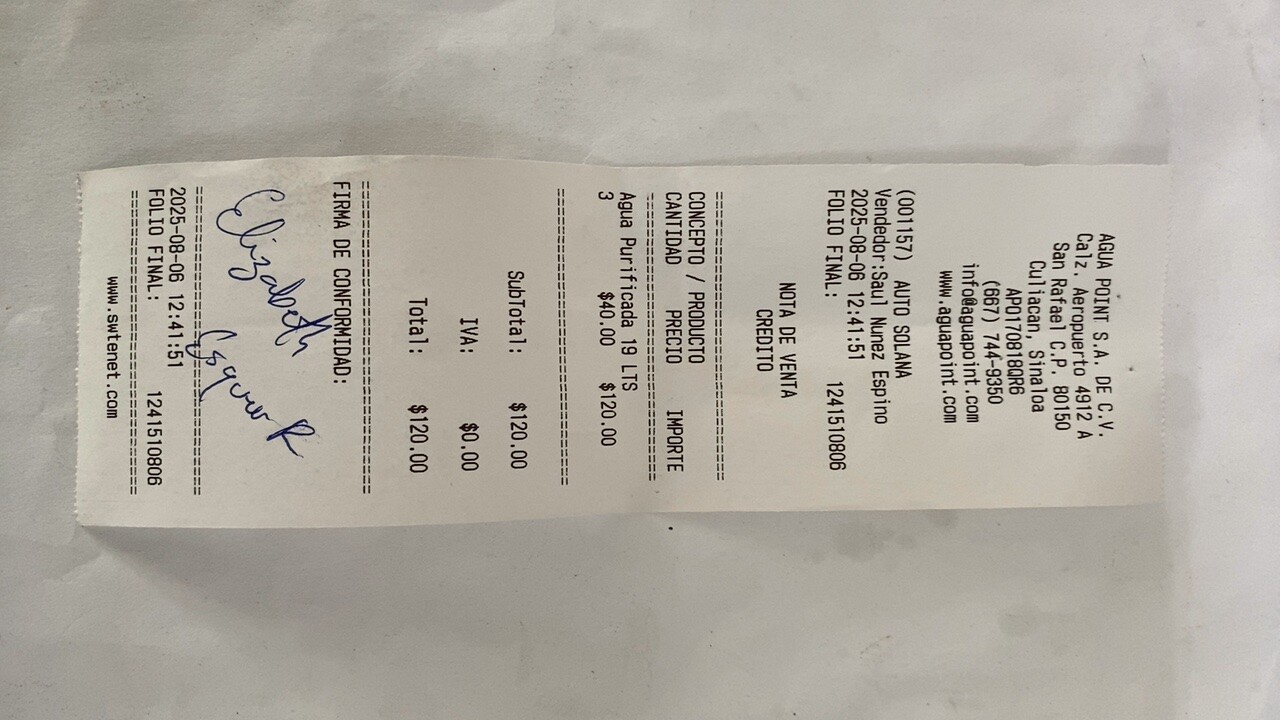 AGUA POINT S.A. DE C.V.
Calz. Aeropuerto 4912 A
San Rafael C.P. 80150
Culiacan, Sinaloa
APO170818QR6
(667) 744-9350
info@aguapoint.com
www.aguapoint.com
(001157) AUTO SOLANA
Vendedor:Saul Nunez Espino
2025-08-06 12:41:51
FOLIO FINAL: 1241510806
NOTA DE VENTA
CREDITO
==============================
CONCEPTO / PRODUCTO
CANTIDAD PRECIO IMPORTE
==============================
Agua Purificada 19 LTS
3 $40.00 $120.00
==============================
SubTotal: $120.00
IVA: $0.00
Total: $120.00
==============================
FIRMA DE CONFORMIDAD:
Elizabeth
R
==============================
2025-08-06 12:41:51
FOLIO FINAL: 1241510806
==============================
www.swtenet.com